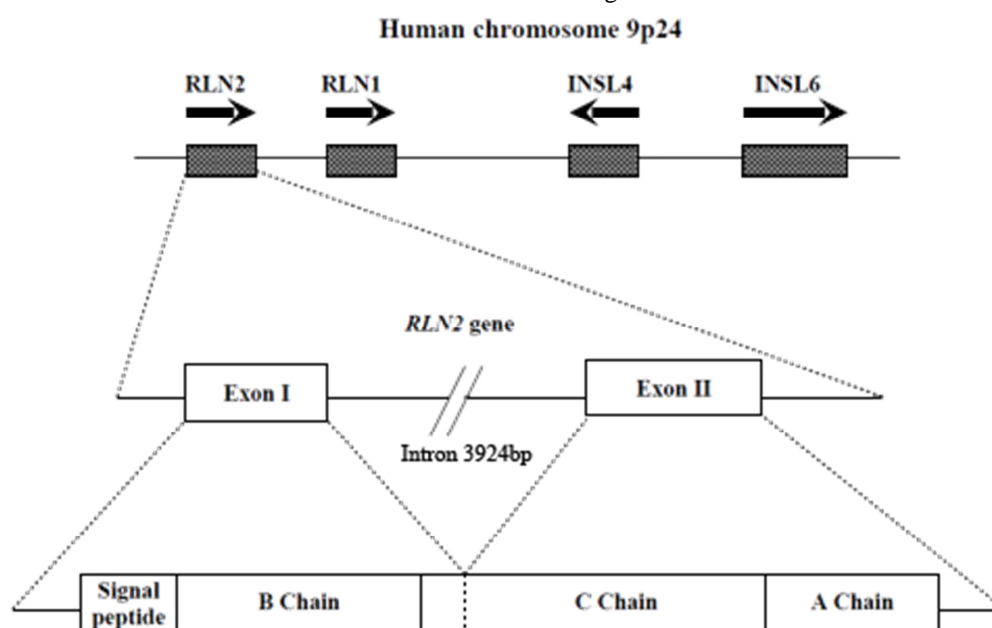 Human chromosome 9p24
RLN2 RLN1 INSL4 INSL6
RLN2 gene
Exon I Exon II
Intron 3924bp
Signal
peptide
B Chain C Chain A Chain